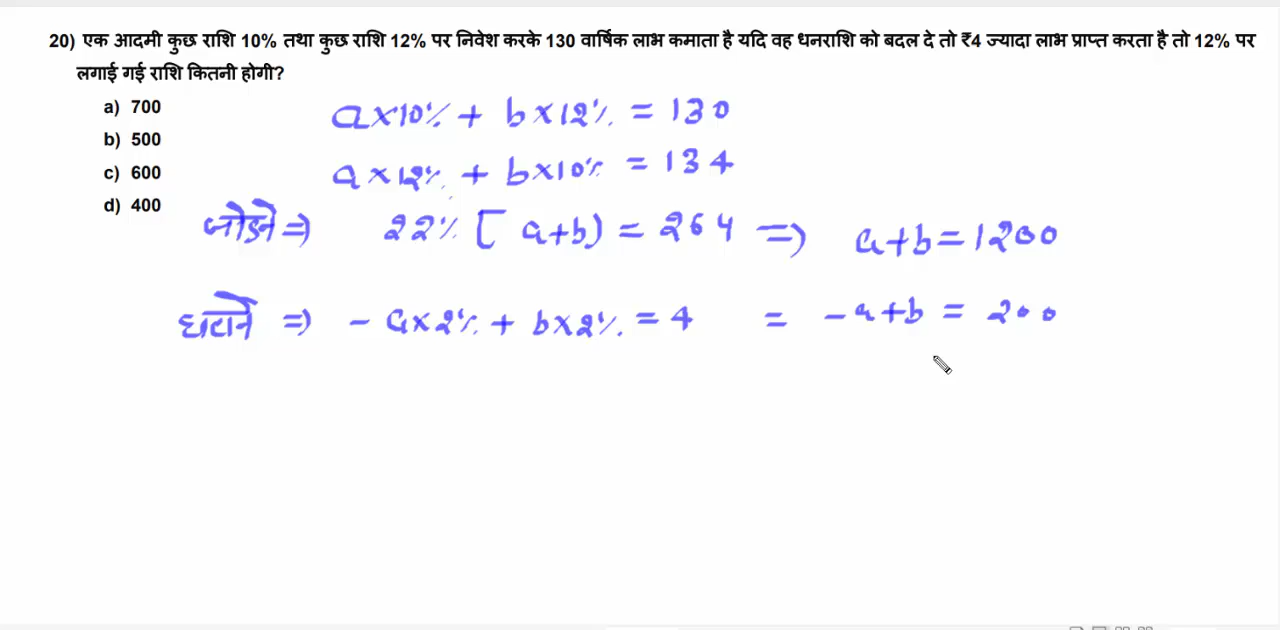 20) एक आदमी कुछ राशि 10% तथा कुछ राशि 12% पर निवेश करके 130 वार्षिक लाभ कमाता है यदि वह धनराशि को बदल दे तो ₹4 ज्यादा लाभ प्राप्त करता है तो 12% पर
लगाई गई राशि कितनी होगी?
a) 700
b) 500
c) 600
d) 400
a×10% + b×12% = 130
a×12% + b×10% = 134
जोडने ⇒ 22% [ a+b) = 264 ⇒ a+b=1200
घटाने ⇒ - a×2% + b×2% = 4 = -a+b = 200